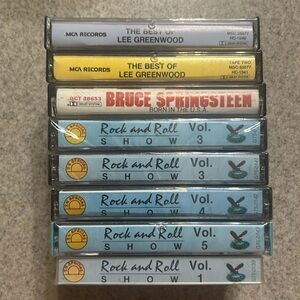 MCA RECORDS
THE BEST OF
LEE GREENWOOD
MCA RECORDS
THE BEST OF
LEE GREENWOOD
TAPE TWO
QCT 38653
BRUCE SPRINGSTEEN
BORN IN THE U.S.A.
Rock and Roll Vol.
SHOW 3
Rock and Roll Vol.
SHOW 3
Rock and Roll Vol.
SHOW 4
Rock and Roll Vol.
SHOW 5
Rock and Roll Vol.
SHOW 1